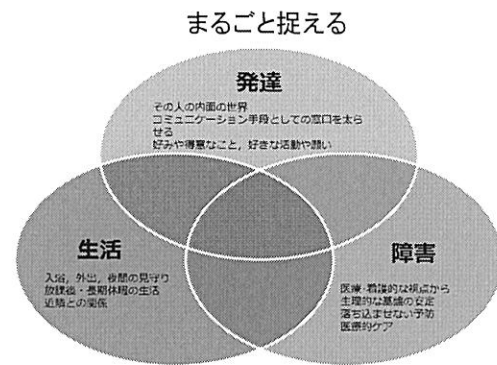 まるごと捉える
発達
その人の内面の世界
コミュニケーション手段としての窓口を太ら
せる
好みや得意なこと，好きな活動や願い
生活
入浴，外出，夜間の見守り
放課後・長期休暇の生活
近隣との関係
障害
医療・看護的な視点から
生理的な基盤の安定
落ち込ませない予防
医療的ケア